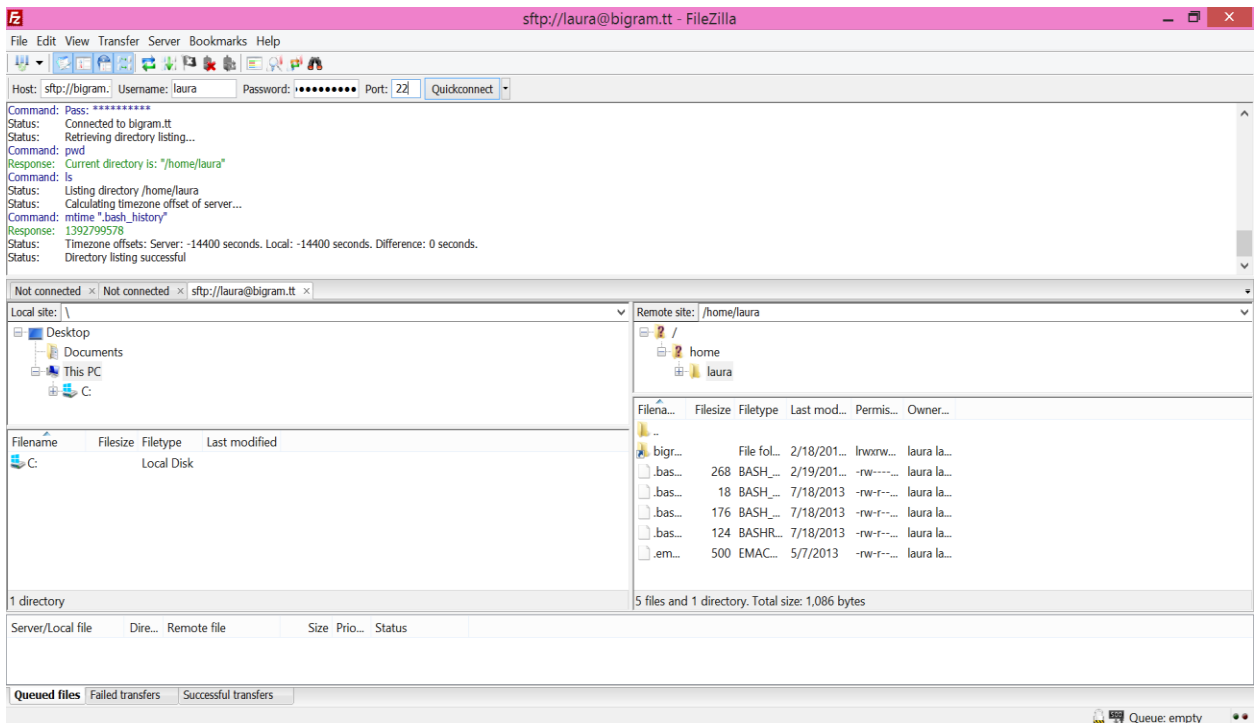 sftp://laura@bigram.tt - FileZilla
File Edit View Transfer Server Bookmarks Help
Host: sftp://bigram. Username: laura Password: ●●●●●●●●●● Port: 22 Quickconnect
Command: Pass: **********
Status: Connected to bigram.tt
Status: Retrieving directory listing...
Command: pwd
Response: Current directory is: "/home/laura"
Command: ls
Status: Listing directory /home/laura
Status: Calculating timezone offset of server...
Command: mtime ".bash_history"
Response: 1392799578
Status: Timezone offsets: Server: -14400 seconds. Local: -14400 seconds. Difference: 0 seconds.
Status: Directory listing successful
Not connected × Not connected × sftp://laura@bigram.tt ×
Local site: \
Desktop
Documents
This PC
C:
Filename Filesize Filetype Last modified
C: Local Disk
1 directory
Remote site: /home/laura
/
home
laura
Filena... Filesize Filetype Last mod... Permis... Owner...
..
bigr... File fol... 2/18/201... lrwxrw... laura la...
.bas... 268 BASH_... 2/19/201... -rw----... laura la...
.bas... 18 BASH_... 7/18/2013 -rw-r--... laura la...
.bas... 176 BASH_... 7/18/2013 -rw-r--... laura la...
.bas... 124 BASHR... 7/18/2013 -rw-r--... laura la...
.em... 500 EMAC... 5/7/2013 -rw-r--... laura la...
5 files and 1 directory. Total size: 1,086 bytes
Server/Local file Dire... Remote file Size Prio... Status
Queued files Failed transfers Successful transfers
Queue: empty